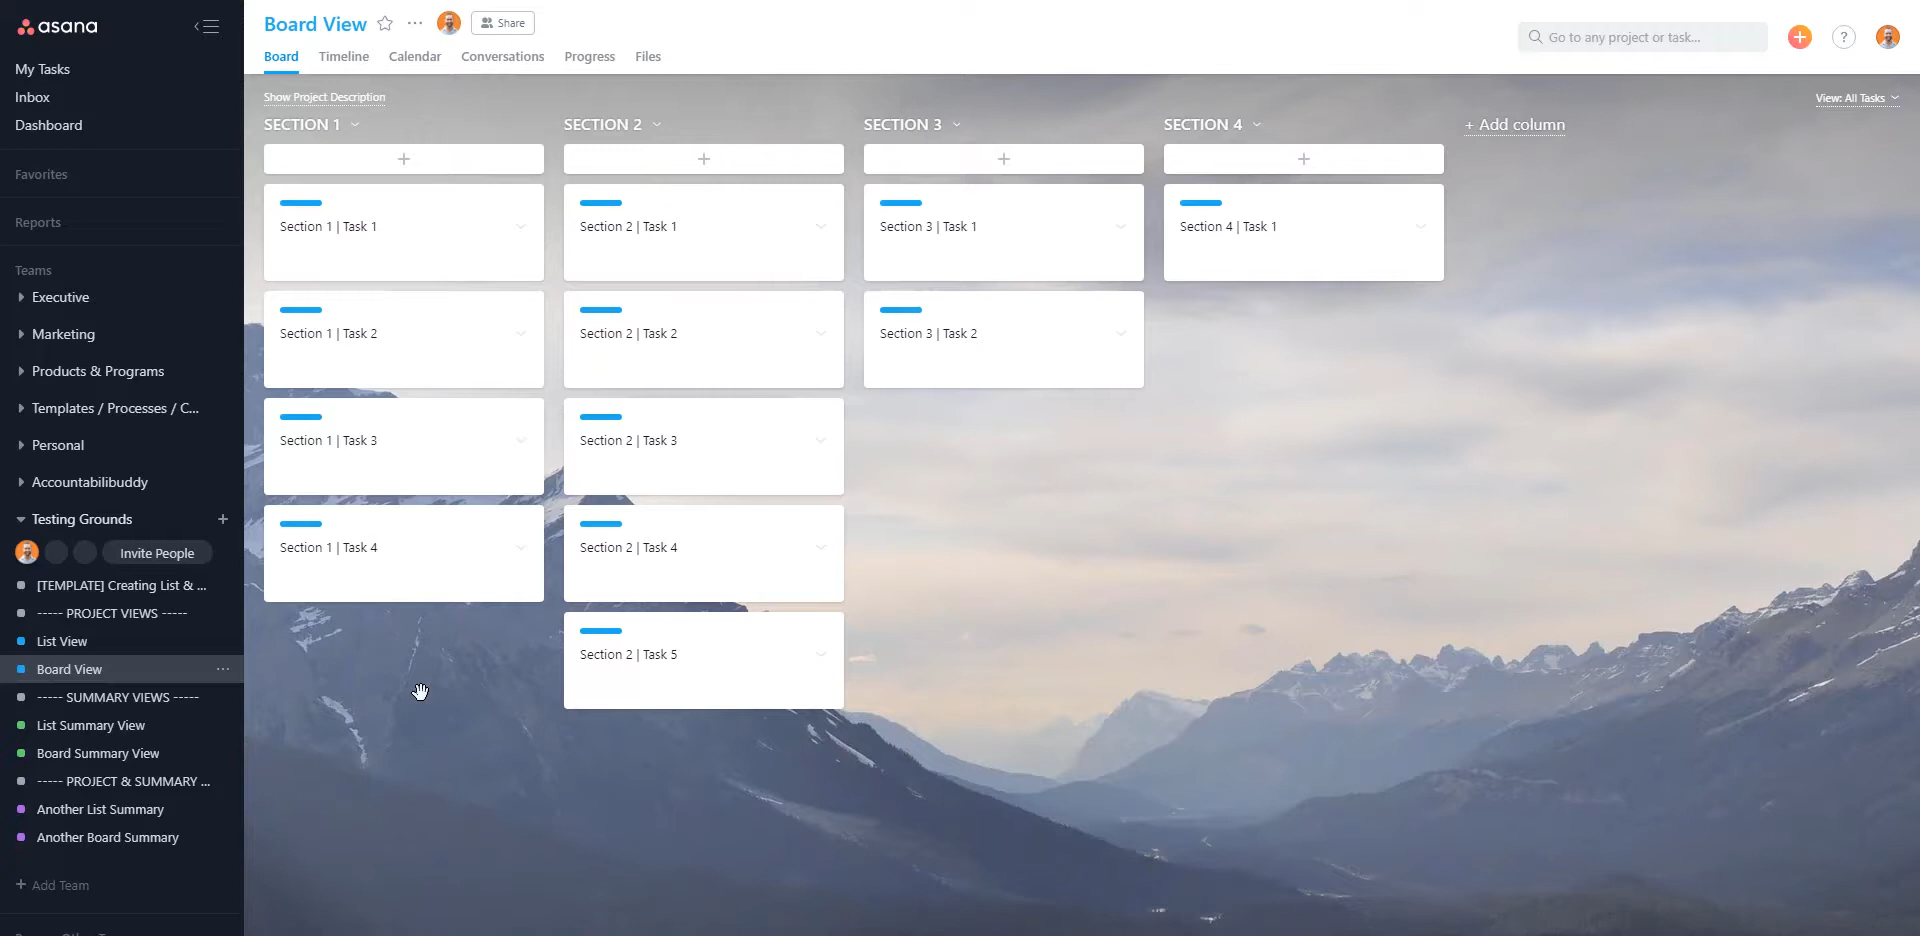 asana
My Tasks
Inbox
Dashboard
Favorites
Reports
Teams
Executive
Marketing
Products & Programs
Templates / Processes / C...
Personal
Accountabilibuddy
Testing Grounds +
Invite People
[TEMPLATE] Creating List & ...
----- PROJECT VIEWS -----
List View
Board View ...
----- SUMMARY VIEWS -----
List Summary View
Board Summary View
----- PROJECT & SUMMARY ...
Another List Summary
Another Board Summary
+ Add Team
Board View ... Share
Board Timeline Calendar Conversations Progress Files
Go to any project or task... + ?
Show Project Description
View: All Tasks
SECTION 1
+
Section 1 | Task 1
Section 1 | Task 2
Section 1 | Task 3
Section 1 | Task 4
SECTION 2
+
Section 2 | Task 1
Section 2 | Task 2
Section 2 | Task 3
Section 2 | Task 4
Section 2 | Task 5
SECTION 3
+
Section 3 | Task 1
Section 3 | Task 2
SECTION 4
+
Section 4 | Task 1
+ Add column